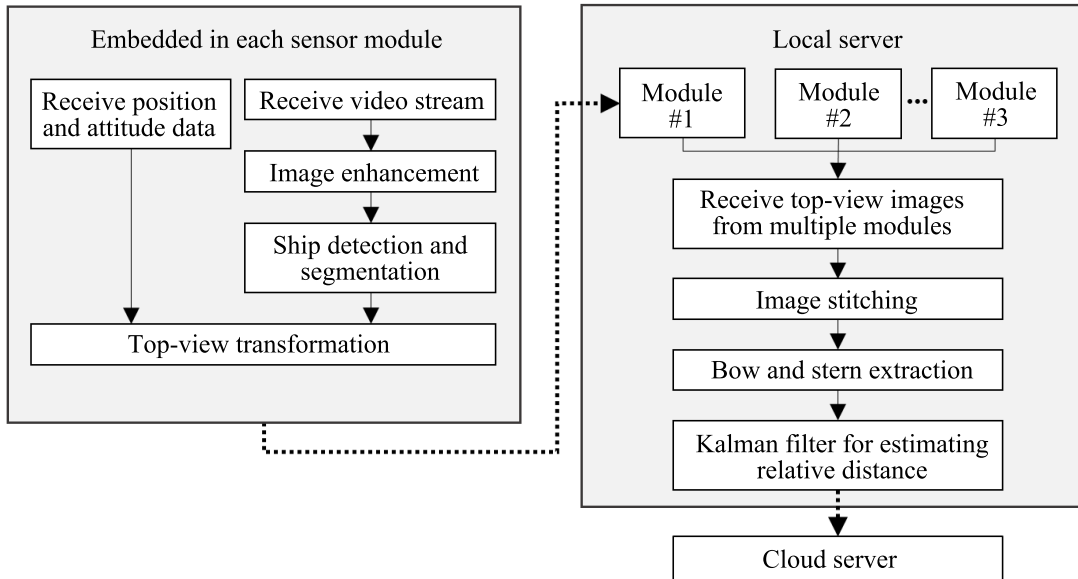 Embedded in each sensor module
Receive position
and attitude data
Receive video stream
Image enhancement
Ship detection and
segmentation
Top-view transformation
Local server
Module
#1
Module
#2
...
Module
#3
Receive top-view images
from multiple modules
Image stitching
Bow and stern extraction
Kalman filter for estimating
relative distance
Cloud server